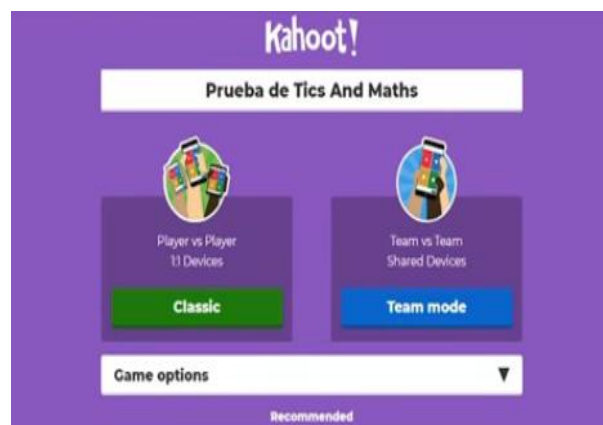 Kahoot!
Prueba de Tics And Maths
Player vs Player
1:1 Devices
Classic
Team vs Team
Shared Devices
Team mode
Game options
Recommended